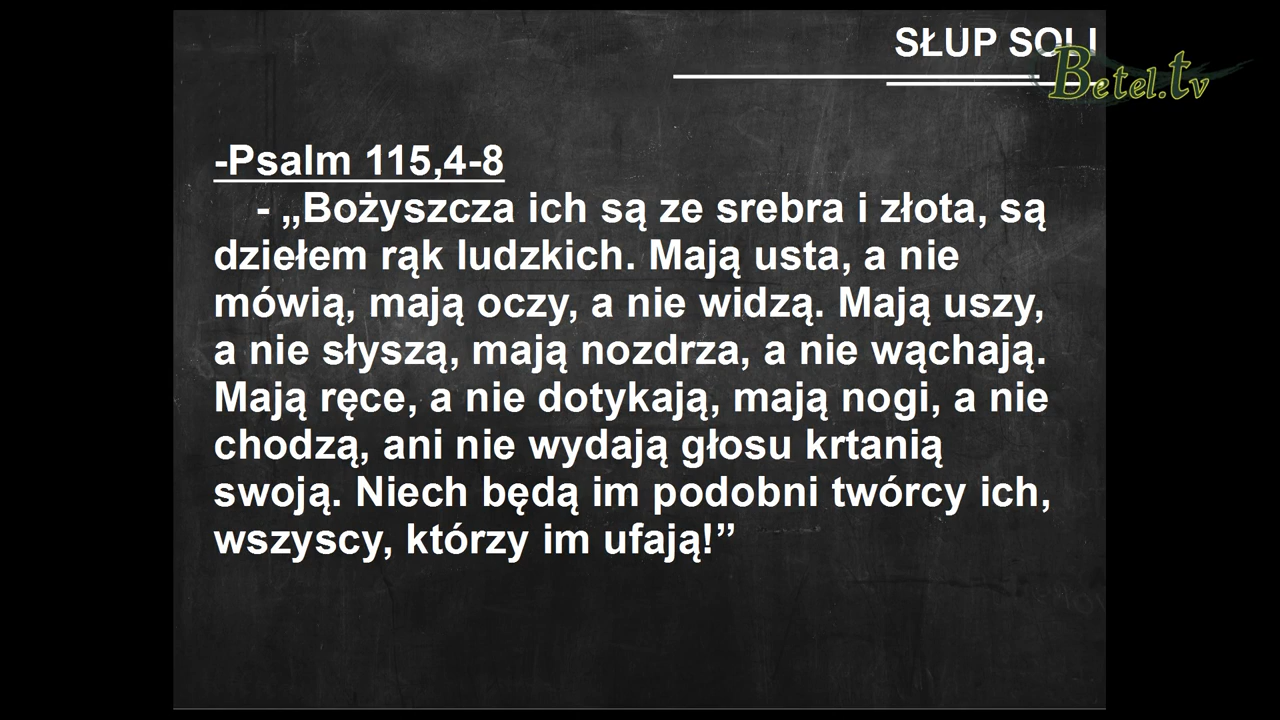 SŁUP SOLI
Betel.tv
-Psalm 115,4-8
- „Bożyszcza ich są ze srebra i złota, są
dziełem rąk ludzkich. Mają usta, a nie
mówią, mają oczy, a nie widzą. Mają uszy,
a nie słyszą, mają nozdrza, a nie wąchają.
Mają ręce, a nie dotykają, mają nogi, a nie
chodzą, ani nie wydają głosu krtanią
swoją. Niech będą im podobni twórcy ich,
wszyscy, którzy im ufają!”